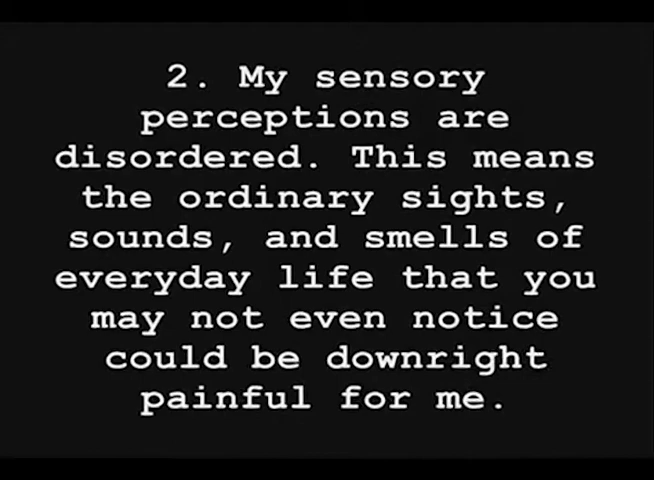 2. My sensory
perceptions are
disordered. This means
the ordinary sights,
sounds, and smells of
everyday life that you
may not even notice
could be downright
painful for me.